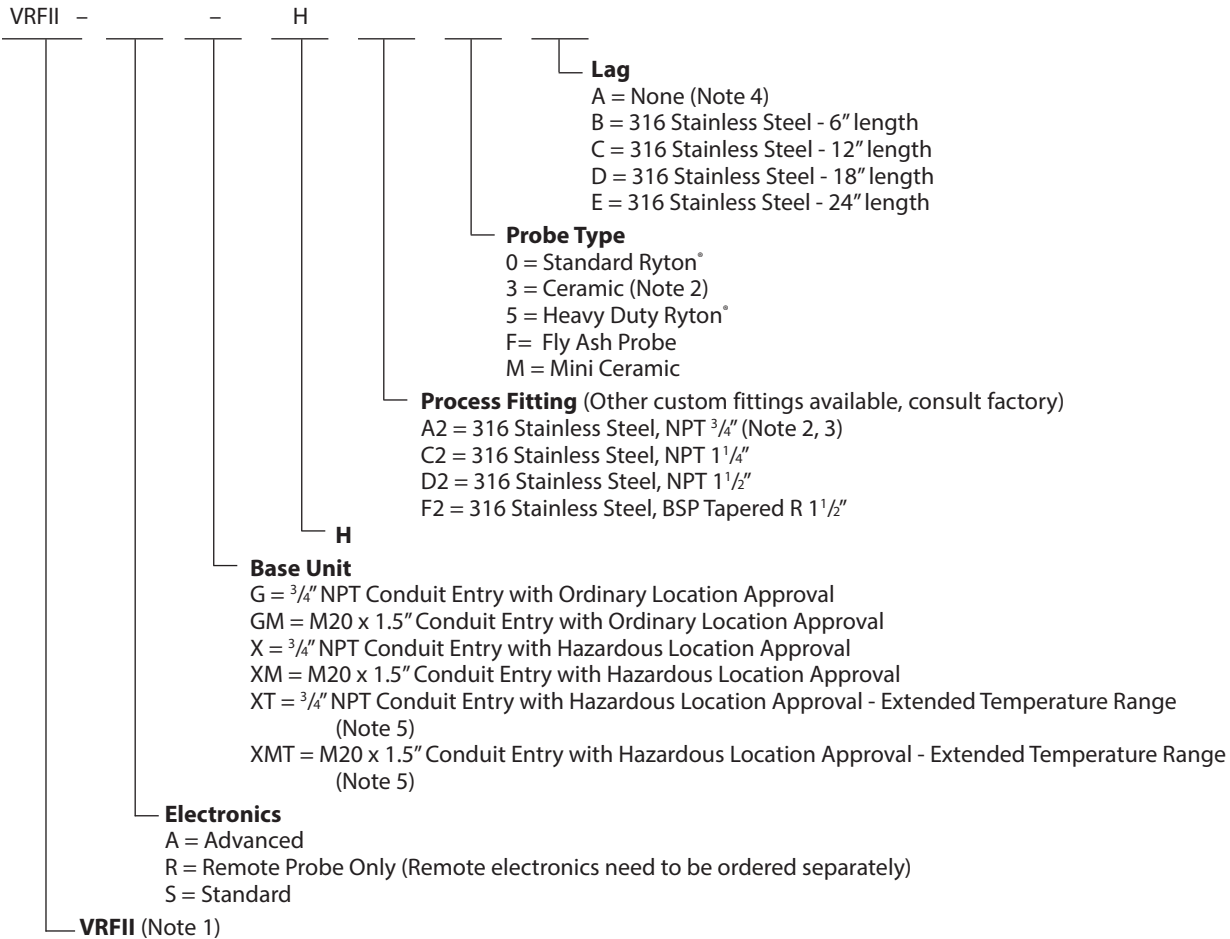 VRFII – – H
Lag
A = None (Note 4)
B = 316 Stainless Steel - 6” length
C = 316 Stainless Steel - 12” length
D = 316 Stainless Steel - 18” length
E = 316 Stainless Steel - 24” length
Probe Type
0 = Standard Ryton®
3 = Ceramic (Note 2)
5 = Heavy Duty Ryton®
F= Fly Ash Probe
M = Mini Ceramic
Process Fitting (Other custom fittings available, consult factory)
A2 = 316 Stainless Steel, NPT 3/4” (Note 2, 3)
C2 = 316 Stainless Steel, NPT 1 1/4”
D2 = 316 Stainless Steel, NPT 1 1/2”
F2 = 316 Stainless Steel, BSP Tapered R 1 1/2”
H
Base Unit
G = 3/4” NPT Conduit Entry with Ordinary Location Approval
GM = M20 x 1.5” Conduit Entry with Ordinary Location Approval
X = 3/4” NPT Conduit Entry with Hazardous Location Approval
XM = M20 x 1.5” Conduit Entry with Hazardous Location Approval
XT = 3/4” NPT Conduit Entry with Hazardous Location Approval - Extended Temperature Range
(Note 5)
XMT = M20 x 1.5” Conduit Entry with Hazardous Location Approval - Extended Temperature Range
(Note 5)
Electronics
A = Advanced
R = Remote Probe Only (Remote electronics need to be ordered separately)
S = Standard
VRFII (Note 1)